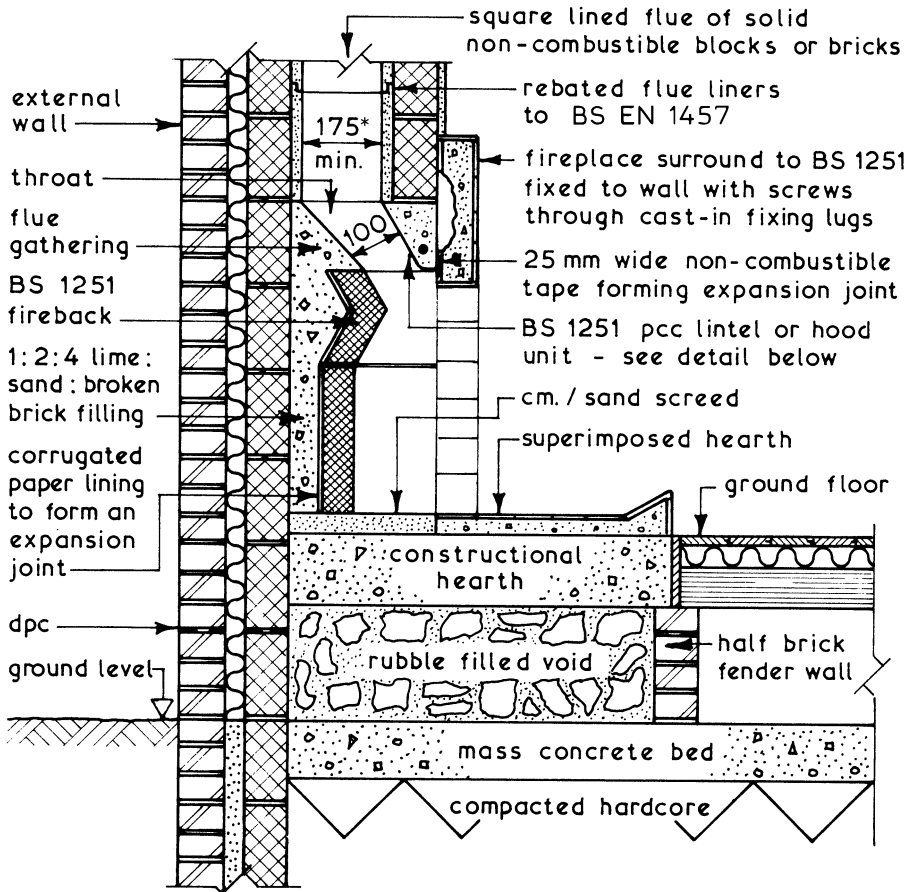 square lined flue of solid
non-combustible blocks or bricks
rebated flue liners
to BS EN 1457
fireplace surround to BS 1251
fixed to wall with screws
through cast-in fixing lugs
25 mm wide non-combustible
tape forming expansion joint
BS 1251 pcc lintel or hood
unit - see detail below
cm./sand screed
superimposed hearth
ground floor
external
wall
175*
min.
throat
100
flue
gathering
BS 1251
fireback
1:2:4 lime:
sand: broken
brick filling
corrugated
paper lining
to form an
expansion
joint
dpc
ground level
constructional
hearth
rubble filled void
half brick
fender wall
mass concrete bed
compacted hardcore